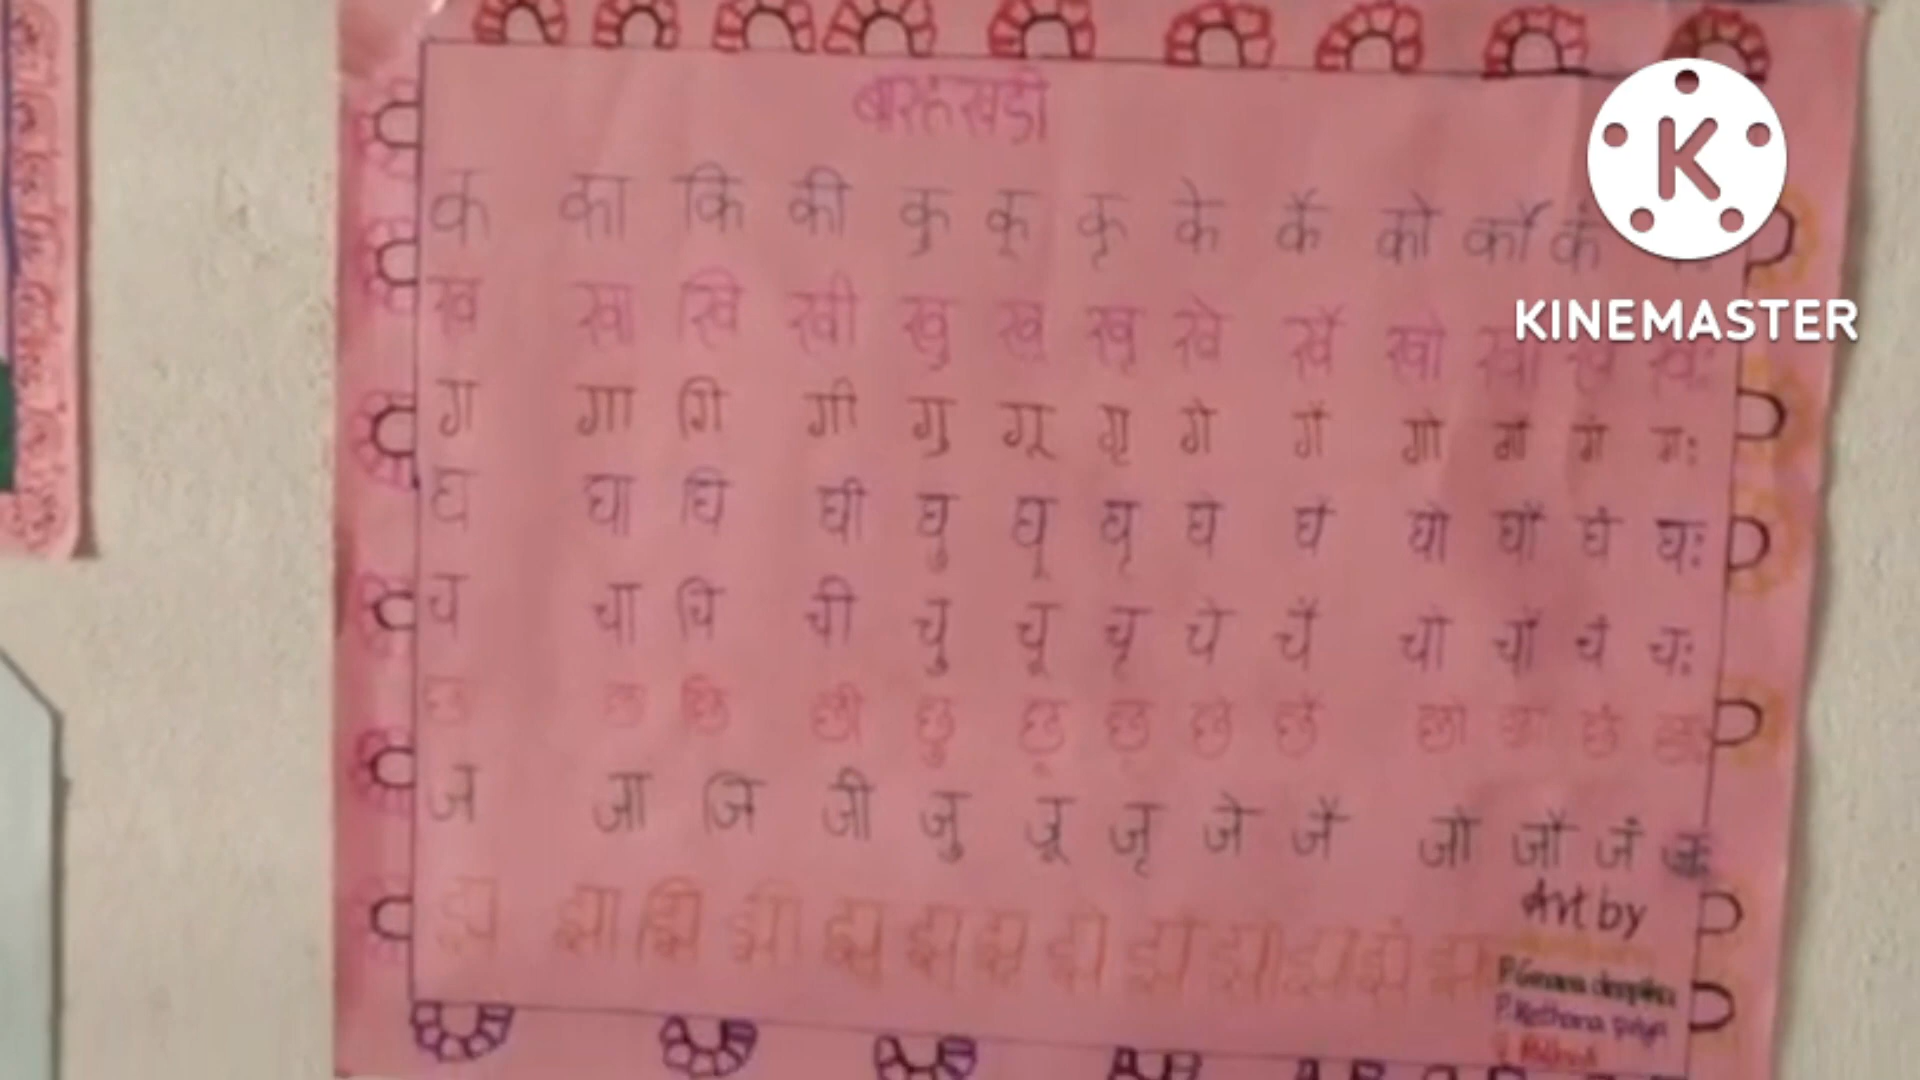 बारहखडी
क का कि की कु कू कृ के कै को कौ कं
ख खा खि खी खु ख खृ खे खै खो खौ खं खः
ग गा गि गी गु गू गृ गे गै गो गौ गं गः
घ घा घि घी घु घू घृ घे घै घो घौ घं घः
च चा चि ची चु चू चृ चे चै चो चौ चं चः
छ छि छी छु छू छृ छे छै छो छं
ज जा जि जी जु जू जृ जे जै जो जौ जं जः
झ झा झि झी
Art by
KINEMASTER